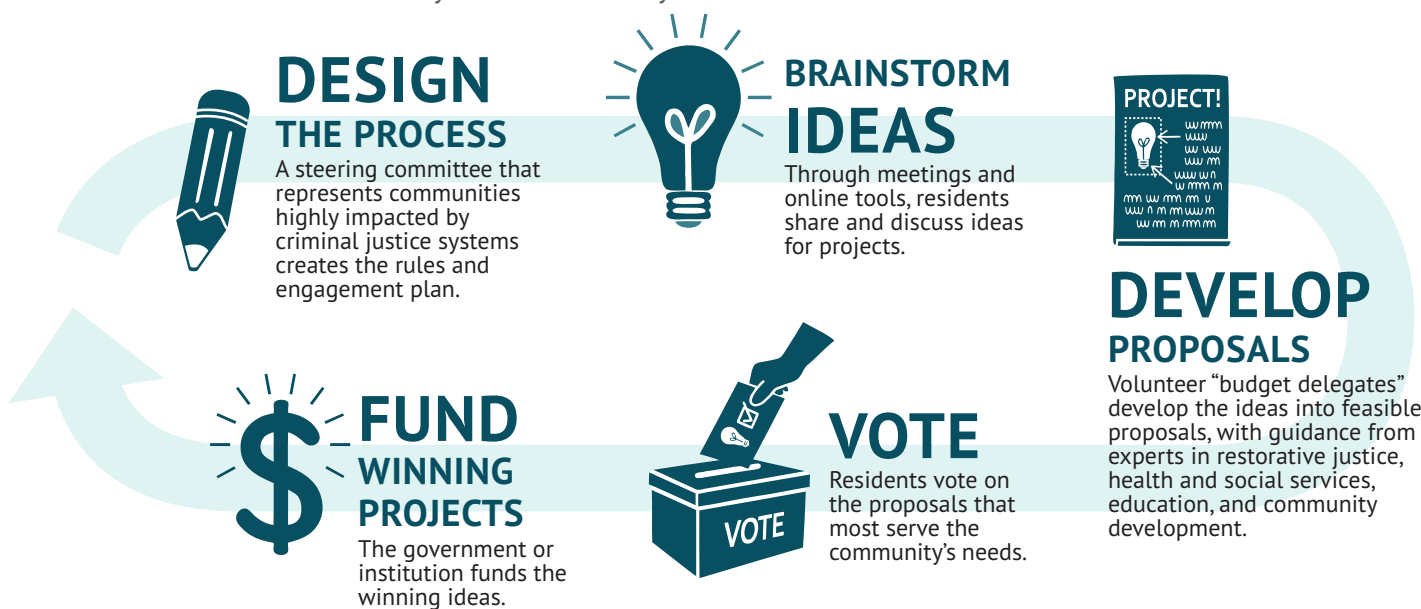 DESIGN
THE PROCESS
A steering committee that
represents communities
highly impacted by
criminal justice systems
creates the rules and
engagement plan.
BRAINSTORM
IDEAS
Through meetings and
online tools, residents
share and discuss ideas
for projects.
PROJECT!
DEVELOP
PROPOSALS
Volunteer “budget delegates”
develop the ideas into feasible
proposals, with guidance from
experts in restorative justice,
health and social services,
education, and community
development.
VOTE
VOTE
Residents vote on
the proposals that
most serve the
community’s needs.
FUND
WINNING
PROJECTS
The government or
institution funds the
winning ideas.